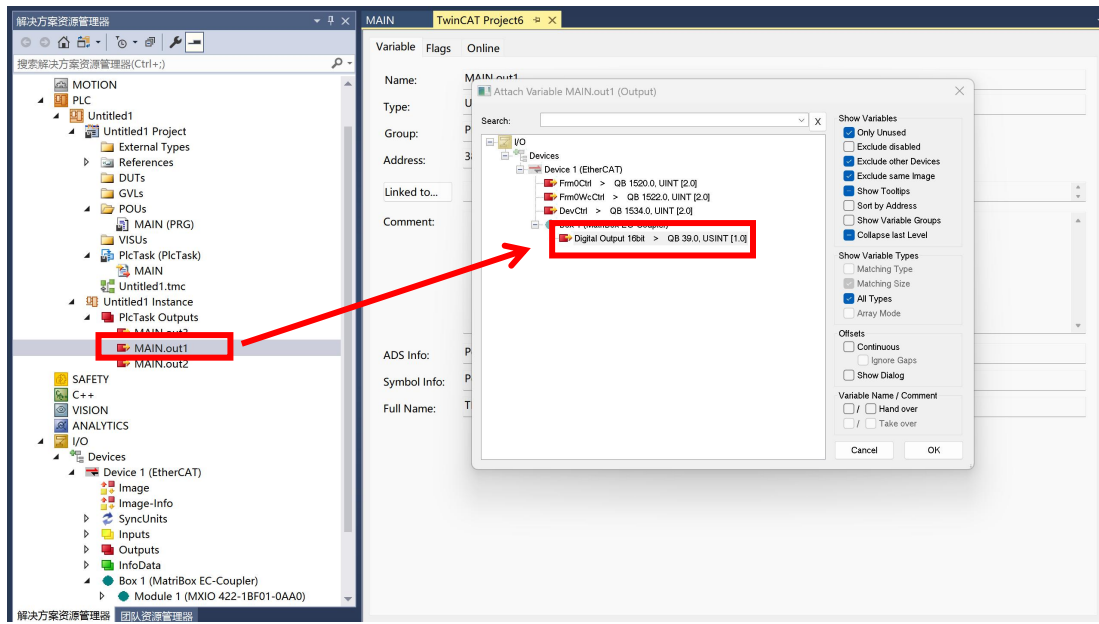 解决方案资源管理器
搜索解决方案资源管理器(Ctrl+;)
MOTION
PLC
Untitled1
Untitled1 Project
External Types
References
DUTs
GVLs
POUs
MAIN (PRG)
VISUs
PlcTask (PlcTask)
MAIN
Untitled1.tmc
Untitled1 Instance
PlcTask Outputs
MAIN.out1
MAIN.out2
SAFETY
C++
VISION
ANALYTICS
I/O
Devices
Device 1 (EtherCAT)
Image
Image-Info
SyncUnits
Inputs
Outputs
InfoData
Box 1 (MatriBox EC-Coupler)
Module 1 (MXIO 422-1BF01-0AA0)
解决方案资源管理器 团队资源管理器
MAIN TwinCAT Project6
Variable Flags Online
Name: MAIN.out1
Type:
Group:
Address:
Linked to...
Comment:
ADS Info:
Symbol Info:
Full Name:
Attach Variable MAIN.out1 (Output)
Search: X
I/O
Devices
Device 1 (EtherCAT)
Frm0Ctrl > QB 1520.0, UINT [2.0]
Frm0WcCtrl > QB 1522.0, UINT [2.0]
DevCtrl > QB 1534.0, UINT [2.0]
Box 1 (MatriBox EC-Coupler)
Digital Output 16bit > QB 39.0, USINT [1.0]
Show Variables
Only Unused
Exclude disabled
Exclude other Devices
Exclude same Image
Show Tooltips
Sort by Address
Show Variable Groups
Collapse last Level
Show Variable Types
Matching Type
Matching Size
All Types
Array Mode
Offsets
Continuous
Ignore Gaps
Show Dialog
Variable Name / Comment
/ Hand over
/ Take over
Cancel OK